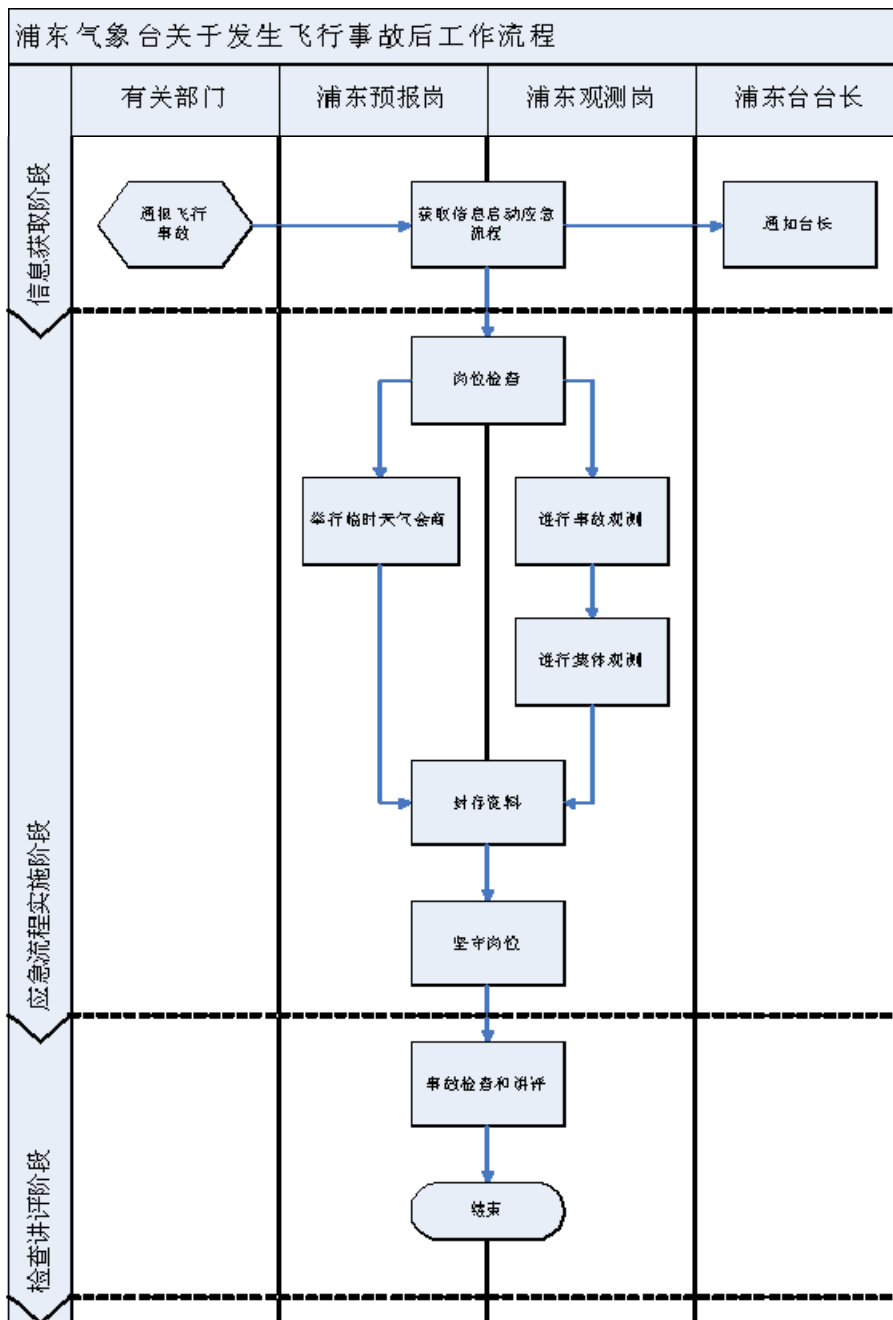 浦东气象台关于发生飞行事故后工作流程
有关部门
浦东预报岗
浦东观测岗
浦东台台长
信息获取阶段
通报飞行
事故
获取信息启动应急
流程
通知台长
应急流程实施阶段
岗位检查
举行临时天气会商
进行事故观测
进行集体观测
封存资料
坚守岗位
检查讲评阶段
事故检查和讲评
结束